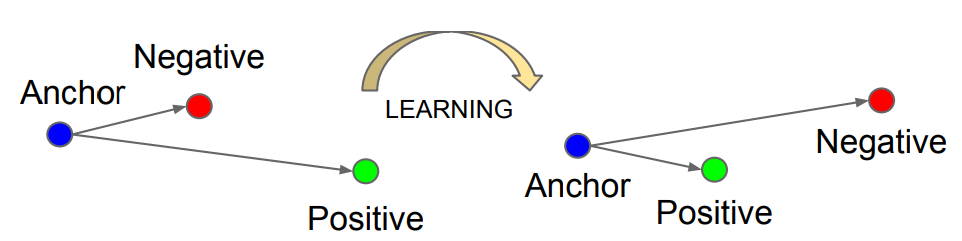 Negative
Anchor
Positive
LEARNING
Anchor
Positive
Negative